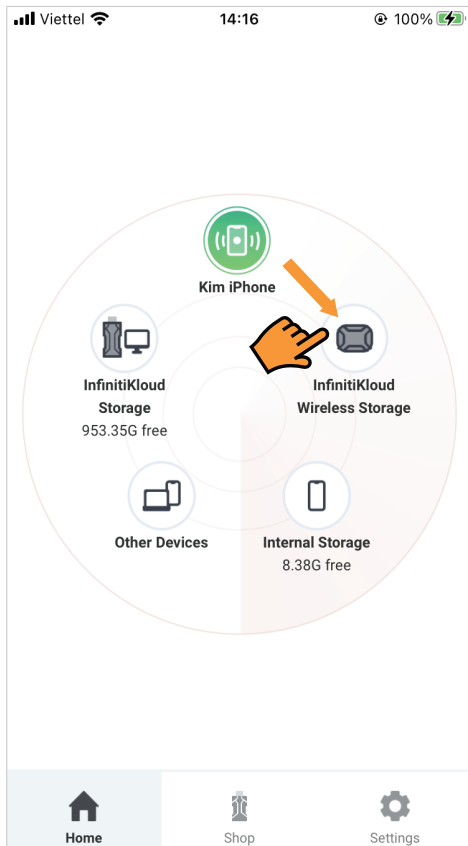 Viettel 14:16 100%
Kim iPhone
InfinitiKloud
Storage
953.35G free
InfinitiKloud
Wireless Storage
Other Devices
Internal Storage
8.38G free
Home Shop Settings